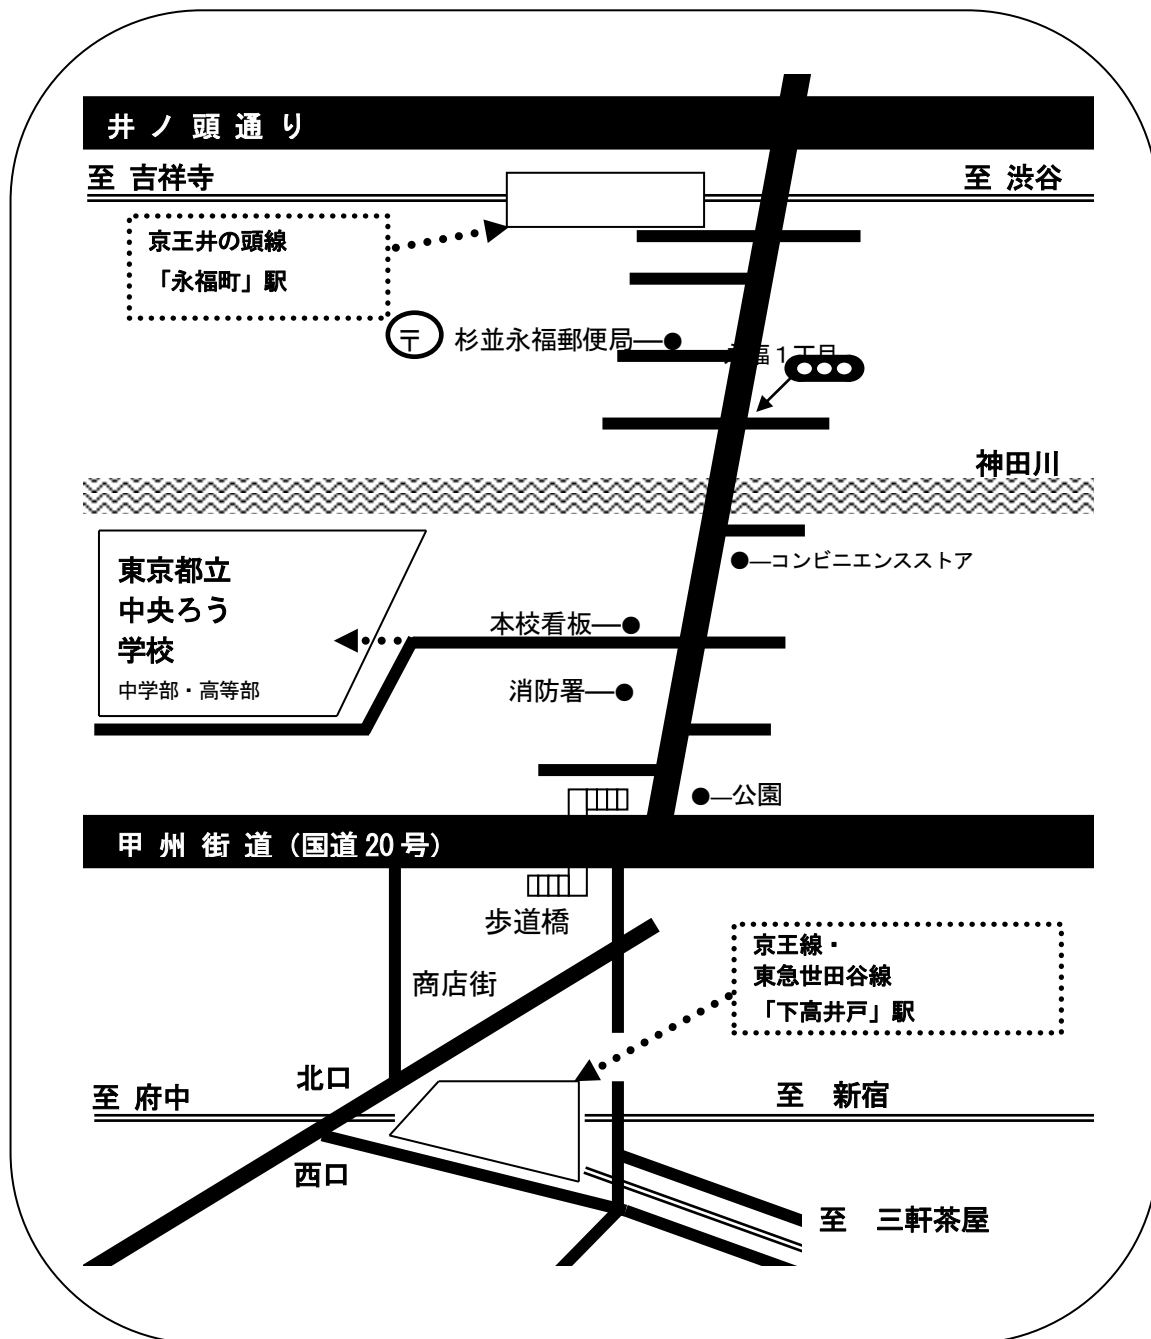 井ノ頭通り
至 吉祥寺
至 渋谷
京王井の頭線
「永福町」駅
〒
杉並永福郵便局
福１丁目
神田川
コンビニエンスストア
東京都立
中央ろう
学校
中学部・高等部
本校看板
消防署
公園
甲州街道（国道20号）
歩道橋
商店街
京王線・
東急世田谷線
「下高井戸」駅
北口
至 府中
至 新宿
西口
至 三軒茶屋